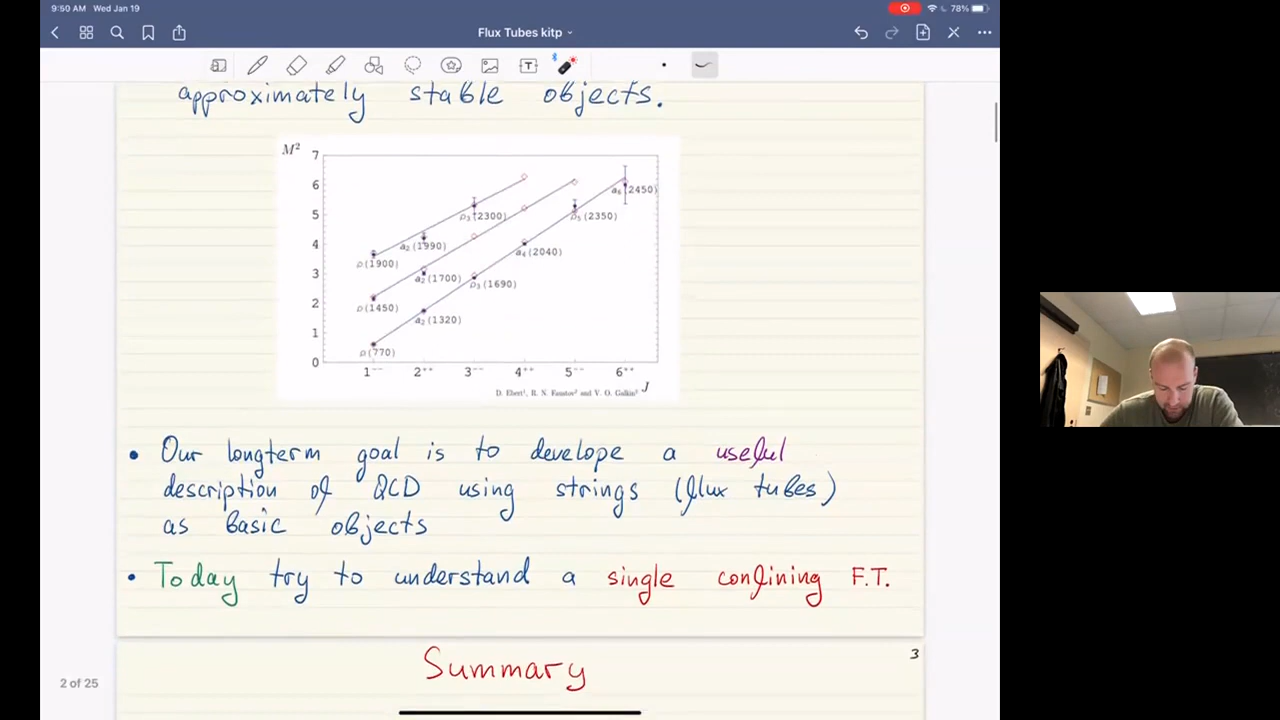 9:50 AM Wed Jan 19
78%
Flux Tubes kitp
approximately stable objects.
M²
7
6
5
4
3
2
1
0
a₆(2450)
ρ₃(2300)
ρ₅(2350)
a₂(1990)
a₄(2040)
ρ(1900)
a₂(1700)
ρ₃(1690)
ρ(1450)
a₂(1320)
ρ(770)
1⁻⁻ 2⁺⁺ 3⁻⁻ 4⁺⁺ 5⁻⁻ 6⁺⁺ J
D. Ebert¹, R. N. Faustov² and V. O. Galkin²
• Our longterm goal is to develope a useful
description of QCD using strings (flux tubes)
as basic objects
• Today try to understand a single confining F.T.
3
Summary
2 of 25